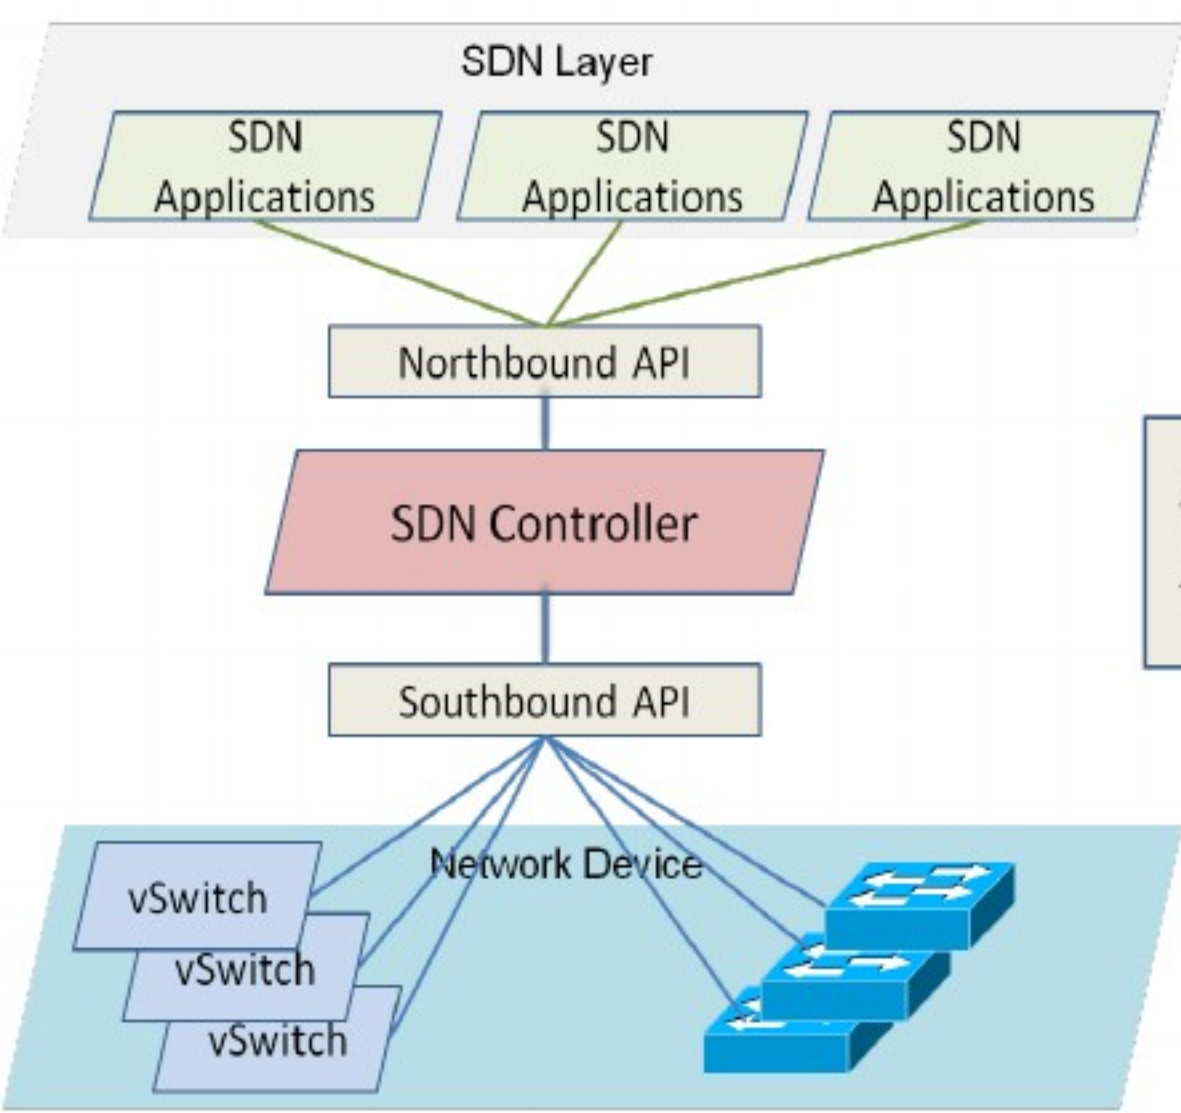 SDN Layer
SDN
Applications
SDN
Applications
SDN
Applications
Northbound API
SDN Controller
Southbound API
Network Device
vSwitch
vSwitch
vSwitch